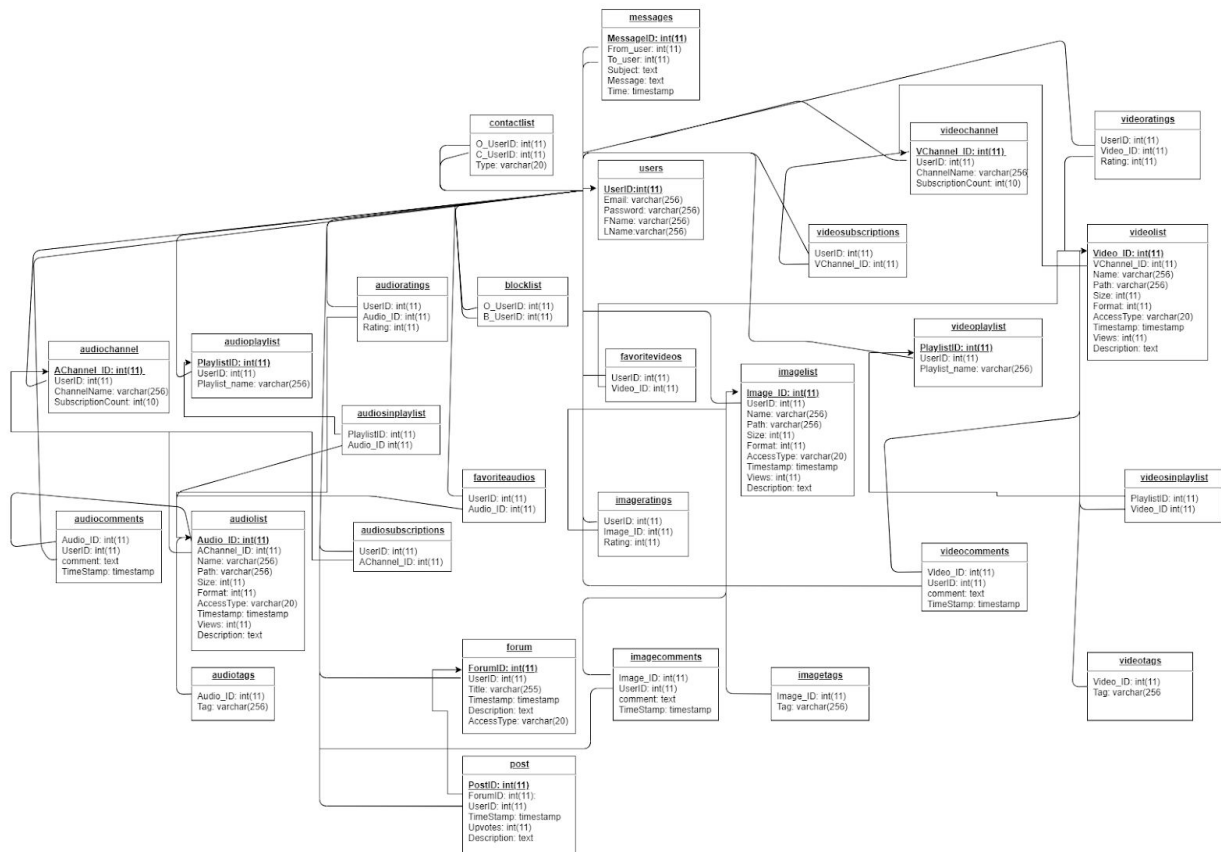 messages
MessageID: int(11)
From_user: int(11)
To_user: int(11)
Subject: text
Message: text
Time: timestamp
contactlist
O_UserID: int(11)
C_UserID: int(11)
Type: varchar(20)
videochannel
VChannel_ID: int(11)
UserID: int(11)
ChannelName: varchar(256
SubscriptionCount: int(10)
videoratings
UserID: int(11)
Video_ID: int(11)
Rating: int(11)
users
UserID:int(11)
Email: varchar(256)
Password: varchar(256)
FName: varchar(256)
LName:varchar(256)
videosubscriptions
UserID: int(11)
VChannel_ID: int(11)
videolist
Video_ID: int(11)
VChannel_ID: int(11)
Name: varchar(256)
Path: varchar(256)
Size: int(11)
Format: int(11)
AccessType: varchar(20)
Timestamp: timestamp
Views: int(11)
Description: text
audioratings
UserID: int(11)
Audio_ID: int(11)
Rating: int(11)
blocklist
O_UserID: int(11)
B_UserID: int(11)
audiochannel
AChannel_ID: int(11)
UserID: int(11)
ChannelName: varchar(256)
SubscriptionCount: int(10)
audioplaylist
PlaylistID: int(11)
UserID: int(11)
Playlist_name: varchar(256)
videoplaylist
PlaylistID: int(11)
UserID: int(11)
Playlist_name: varchar(256)
favoritevideos
UserID: int(11)
Video_ID: int(11)
imagelist
Image_ID: int(11)
UserID: int(11)
Name: varchar(256)
Path: varchar(256)
Size: int(11)
Format: int(11)
AccessType: varchar(20)
Timestamp: timestamp
Views: int(11)
Description: text
audiosinplaylist
PlaylistID: int(11)
Audio_ID int(11)
favoriteaudios
UserID: int(11)
Audio_ID: int(11)
videosinplaylist
PlaylistID: int(11)
Video_ID int(11)
audiocomments
Audio_ID: int(11)
UserID: int(11)
comment: text
TimeStamp: timestamp
audiolist
Audio_ID: int(11)
AChannel_ID: int(11)
Name: varchar(256)
Path: varchar(256)
Size: int(11)
Format: int(11)
AccessType: varchar(20)
Timestamp: timestamp
Views: int(11)
Description: text
audiosubscriptions
UserID: int(11)
AChannel_ID: int(11)
imageratings
UserID: int(11)
Image_ID: int(11)
Rating: int(11)
videocomments
Video_ID: int(11)
UserID: int(11)
comment: text
TimeStamp: timestamp
audiotags
Audio_ID: int(11)
Tag: varchar(256)
forum
ForumID: int(11)
UserID: int(11)
Title: varchar(255)
Timestamp: timestamp
Description: text
AccessType: varchar(20)
imagecomments
Image_ID: int(11)
UserID: int(11)
comment: text
TimeStamp: timestamp
imagetags
Image_ID: int(11)
Tag: varchar(256)
videotags
Video_ID: int(11)
Tag: varchar(256
post
PostID: int(11)
ForumID: int(11):
UserID: int(11)
TimeStamp: timestamp
Upvotes: int(11)
Description: text